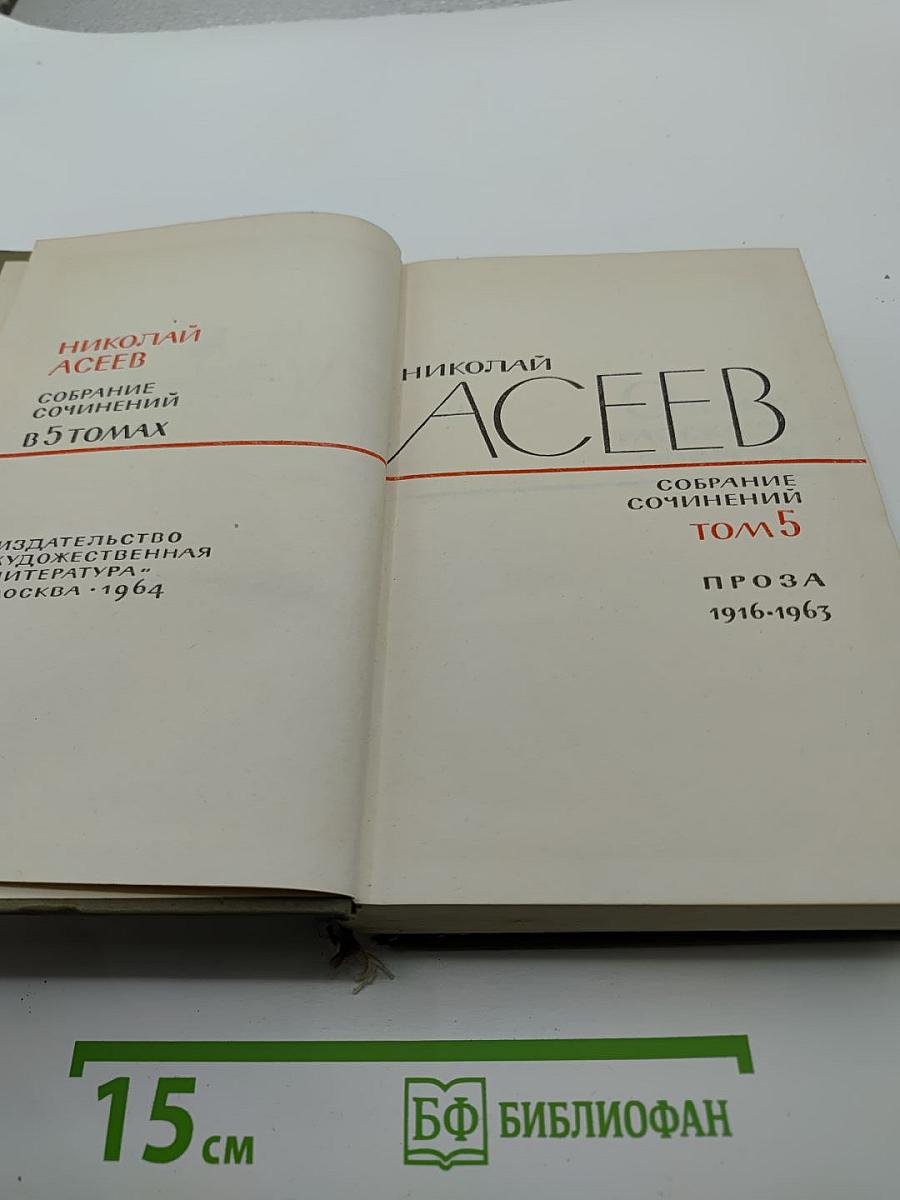 НИКОЛАЙ
АСЕЕВ
СОБРАНИЕ
СОЧИНЕНИЙ
В 5 ТОМАХ
ИЗДАТЕЛЬСТВО
ХУДОЖЕСТВЕННАЯ
ЛИТЕРАТУРА"
МОСКВА · 1964
НИКОЛАЙ
АСЕЕВ
СОБРАНИЕ
СОЧИНЕНИЙ
ТОМ 5
ПРОЗА
1916·1963
15 см
БФ БИБЛИОФАН